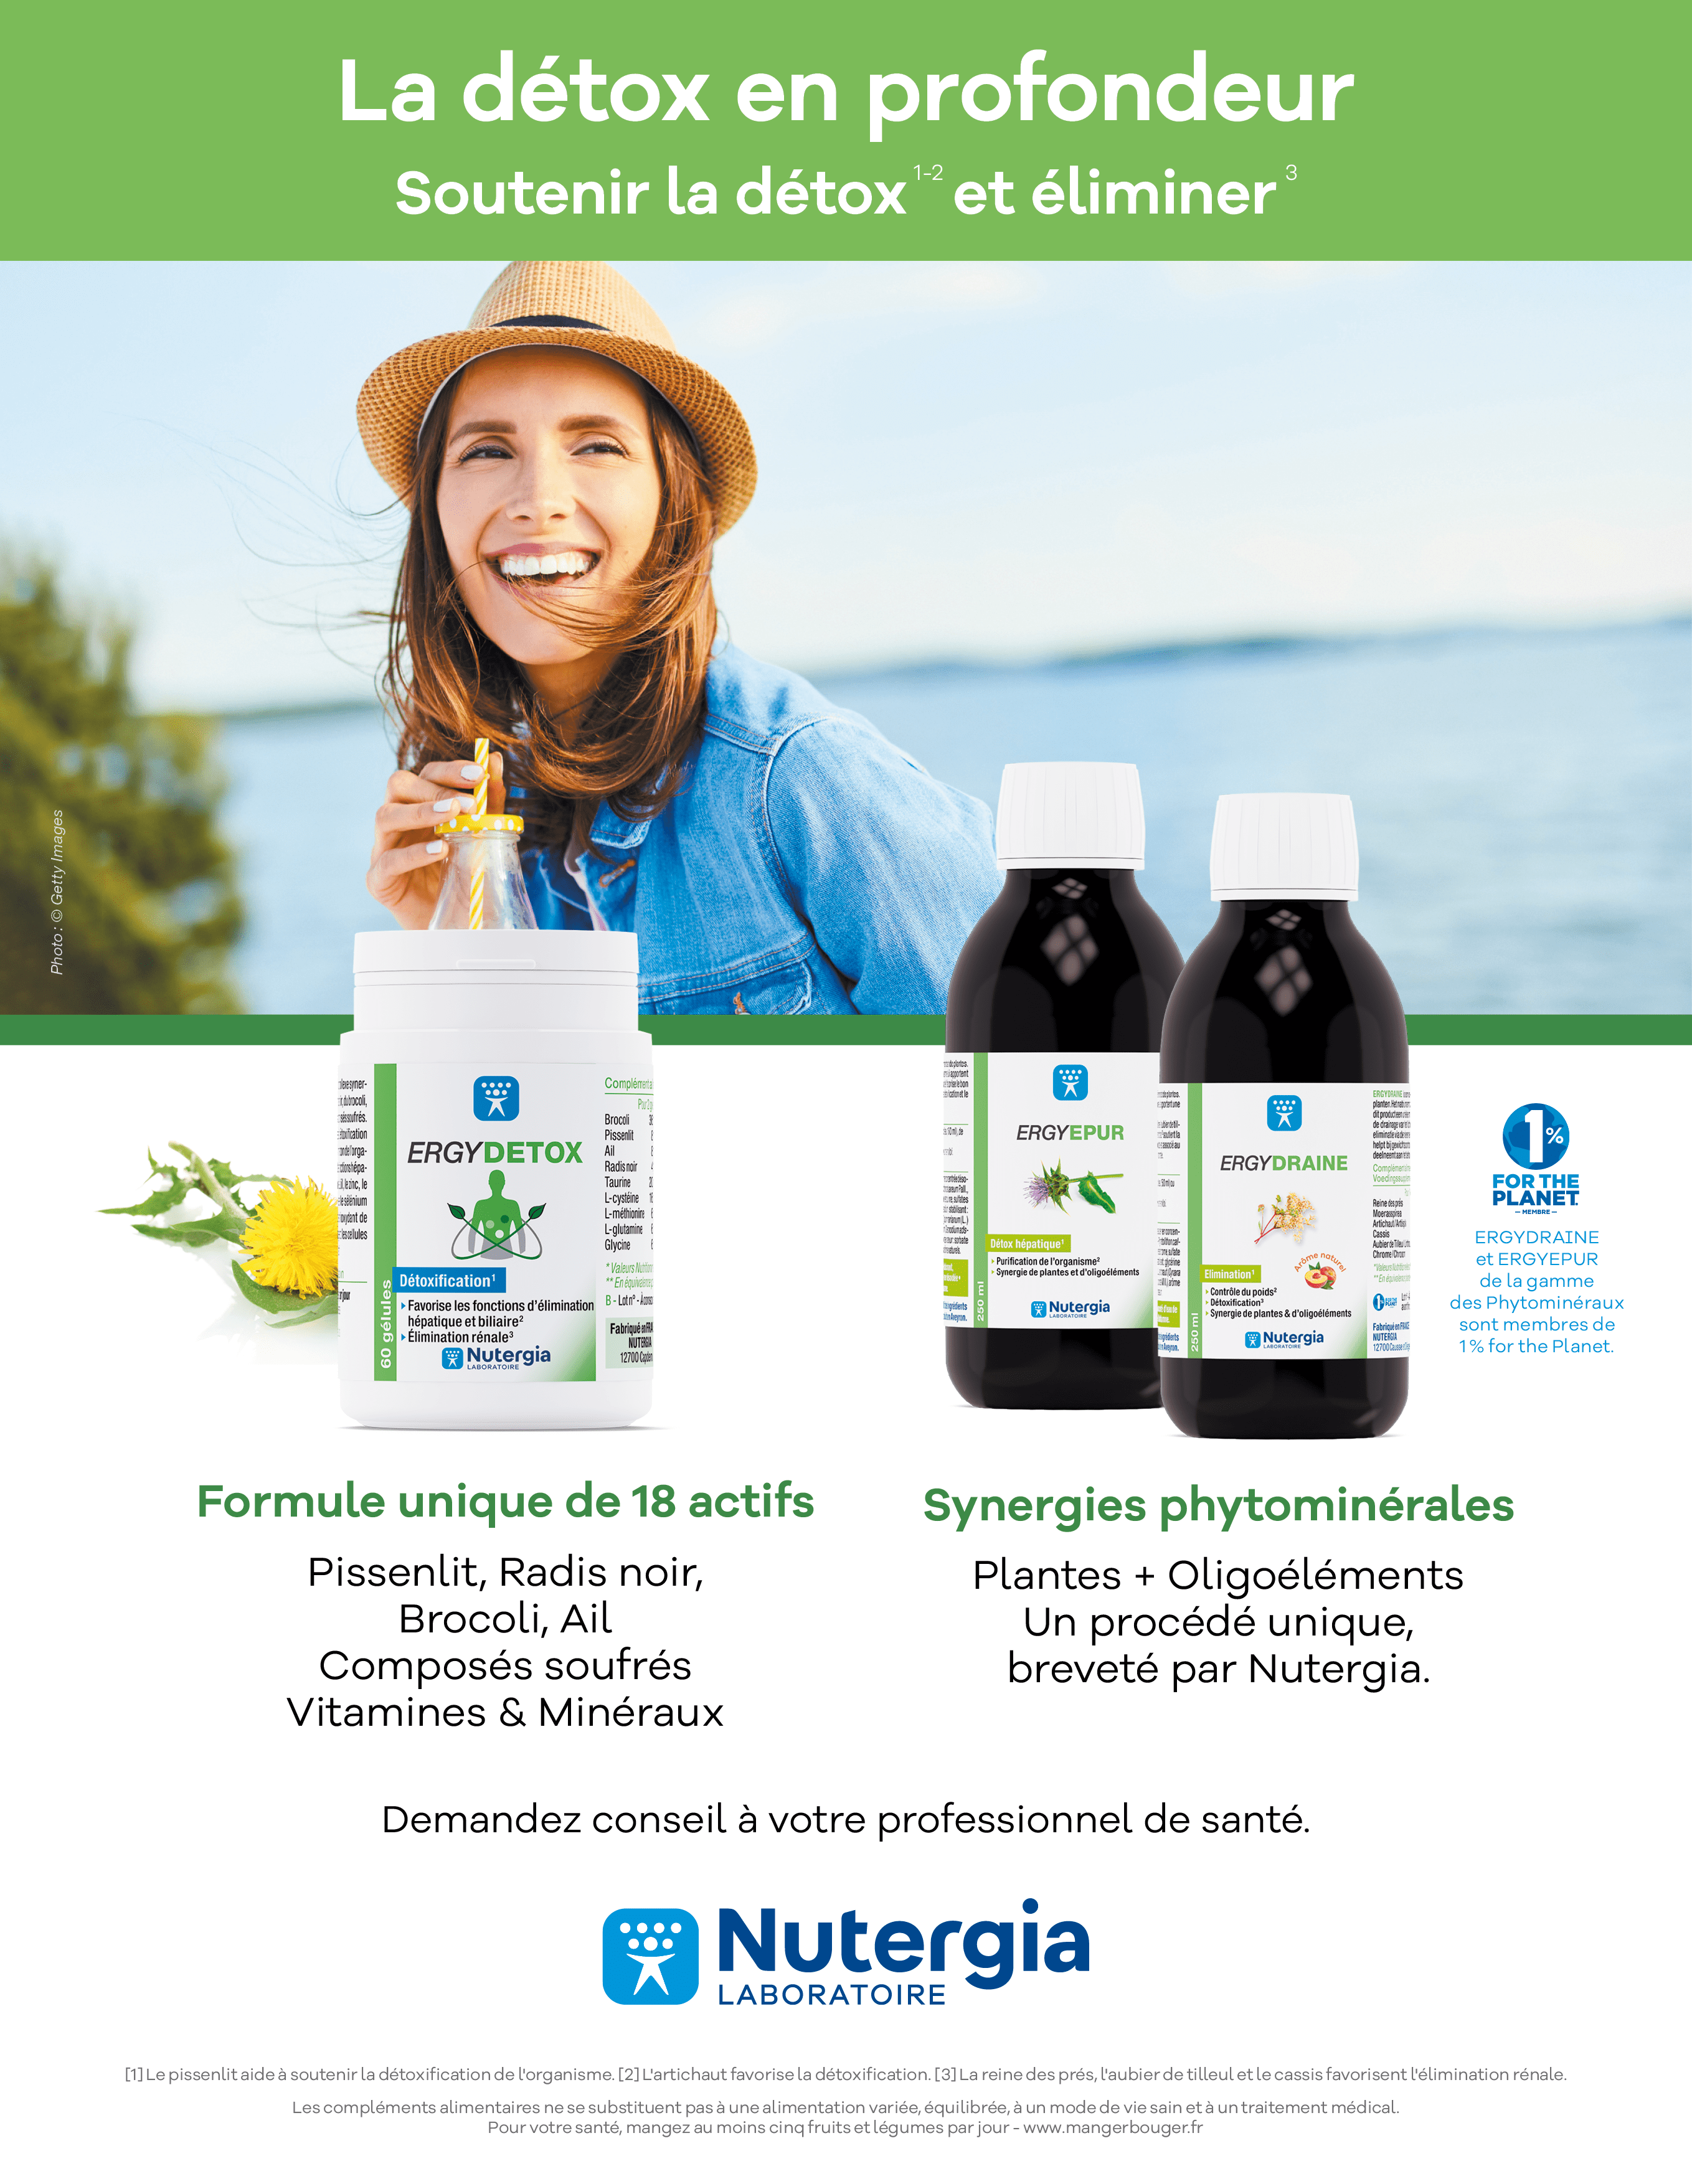 La détox en profondeur
Soutenir la détox 1-2 et éliminer 3
Photo : © Getty Images
ERGYDETOX
Détoxification¹
Favorise les fonctions d'élimination
hépatique et biliaire²
Élimination rénale³
60 gélules
Nutergia
LABORATOIRE
Brocoli
Pissenlit
Ail
Radis noir
Taurine
L-cystéine
L-méthionine
L-glutamine
Glycine
Fabriqué en
ERGYEPUR
Détox hépatique¹
Purification de l'organisme²
Synergie de plantes et d'oligoéléments
250 ml
Nutergia
LABORATOIRE
ERGYDRAINE
Arôme naturel
Elimination¹
Contrôle du poids²
Détoxification³
Synergie de plantes & d'oligoéléments
250 ml
Nutergia
LABORATOIRE
Reine des prés
Cassis
1%
FOR THE
PLANET
MEMBRE
ERGYDRAINE
et ERGYEPUR
de la gamme
des Phytominéraux
sont membres de
1% for the Planet.
Formule unique de 18 actifs
Pissenlit, Radis noir,
Brocoli, Ail
Composés soufrés
Vitamines & Minéraux
Synergies phytominérales
Plantes + Oligoéléments
Un procédé unique,
breveté par Nutergia.
Demandez conseil à votre professionnel de santé.
Nutergia
LABORATOIRE
[1] Le pissenlit aide à soutenir la détoxification de l'organisme. [2] L'artichaut favorise la détoxification. [3] La reine des prés, l'aubier de tilleul et le cassis favorisent l'élimination rénale.
Les compléments alimentaires ne se substituent pas à une alimentation variée, équilibrée, à un mode de vie sain et à un traitement médical.
Pour votre santé, mangez au moins cinq fruits et légumes par jour - www.mangerbouger.fr